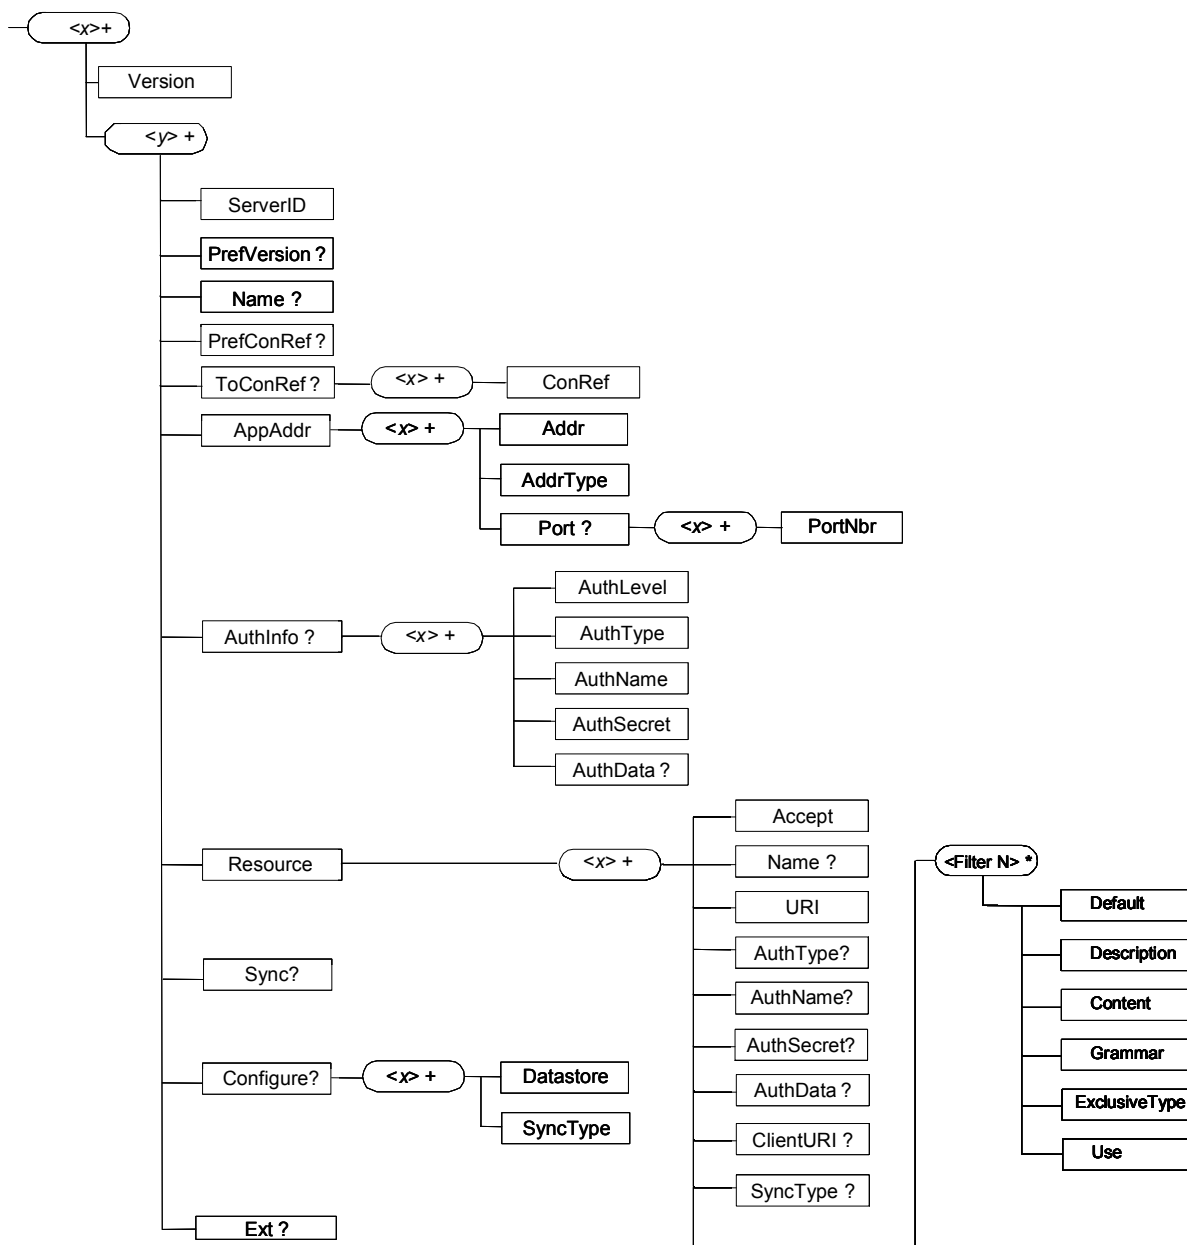 <x>+
Version
<y> +
ServerID
PrefVersion ?
Name ?
PrefConRef ?
ToConRef ?
<x> +
ConRef
AppAddr
<x> +
Addr
AddrType
Port ?
<x> +
PortNbr
AuthInfo ?
<x> +
AuthLevel
AuthType
AuthName
AuthSecret
AuthData ?
Resource
<x> +
Accept
Name ?
URI
AuthType?
AuthName?
AuthSecret?
AuthData ?
ClientURI ?
SyncType ?
<Filter N> *
Default
Description
Content
Grammar
ExclusiveType
Use
Sync?
Configure?
<x> +
Datastore
SyncType
Ext ?